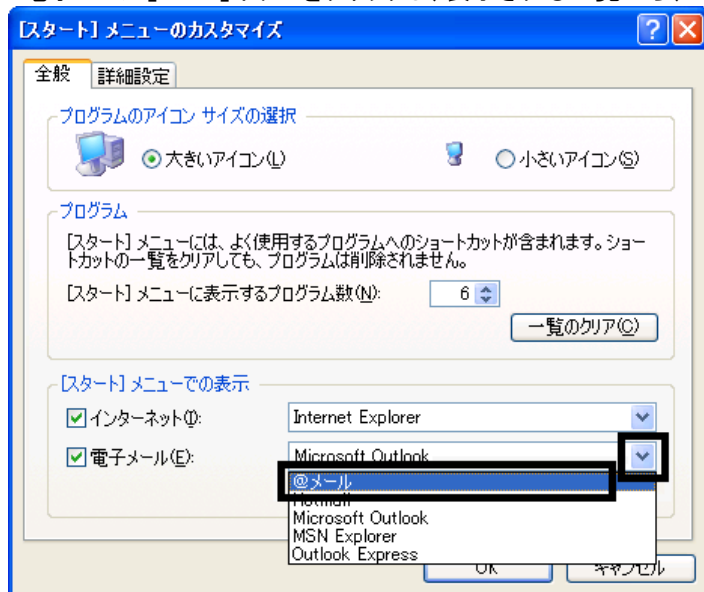 [スタート] メニューのカスタマイズ
全般 詳細設定
プログラムのアイコン サイズの選択
大きいアイコン(L) 小さいアイコン(S)
プログラム
[スタート] メニューには、よく使用するプログラムへのショートカットが含まれます。ショー
トカットの一覧をクリアしても、プログラムは削除されません。
[スタート] メニューに表示するプログラム数(N): 6
一覧のクリア(C)
[スタート] メニューでの表示
インターネット(I): Internet Explorer
電子メール(E): Microsoft Outlook
@メール
Hotmail
Microsoft Outlook
MSN Explorer
Outlook Express
OK キャンセル